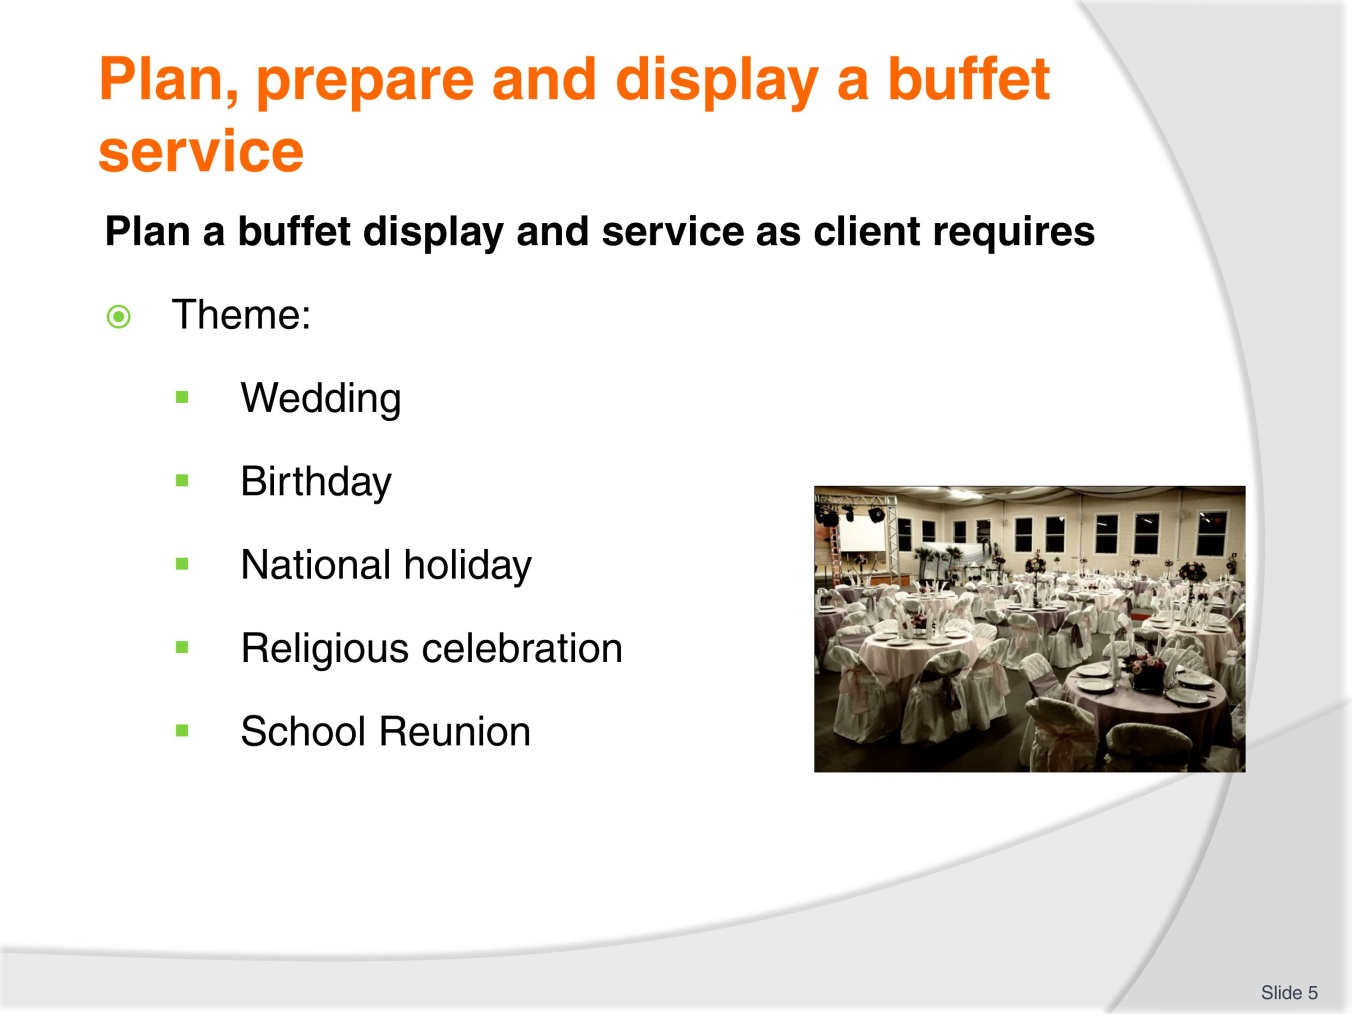 Plan, prepare and display a buffet
service
Plan a buffet display and service as client requires
Theme:
Wedding
Birthday
National holiday
Religious celebration
School Reunion
Slide 5